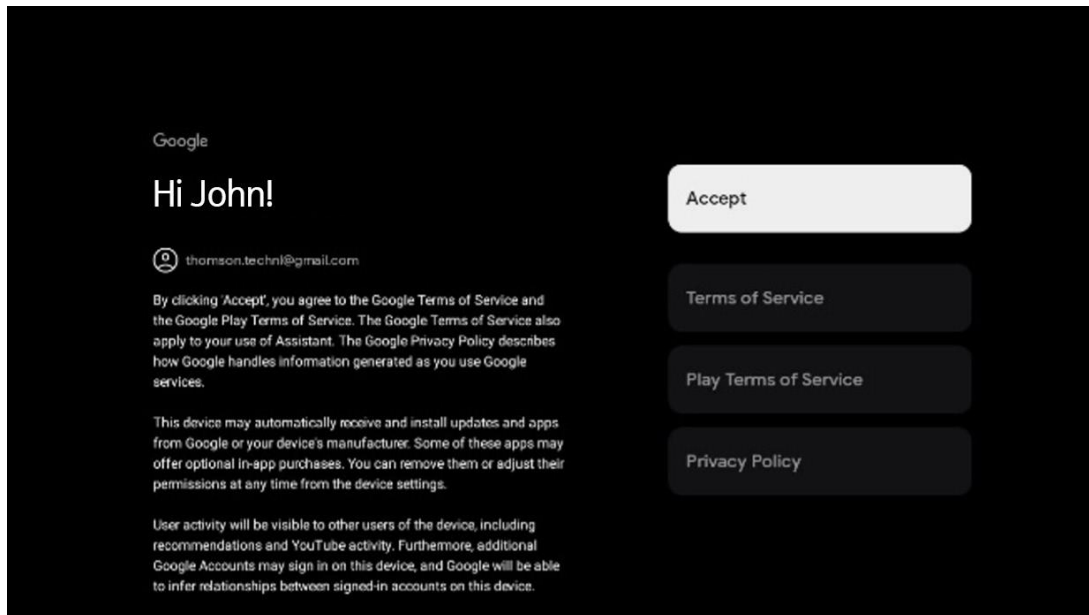 Google
Hi John!
thomson.technl@gmail.com
By clicking 'Accept', you agree to the Google Terms of Service and
the Google Play Terms of Service. The Google Terms of Service also
apply to your use of Assistant. The Google Privacy Policy describes
how Google handles information generated as you use Google
services.
This device may automatically receive and install updates and apps
from Google or your device's manufacturer. Some of these apps may
offer optional in-app purchases. You can remove them or adjust their
permissions at any time from the device settings.
User activity will be visible to other users of the device, including
recommendations and YouTube activity. Furthermore, additional
Google Accounts may sign in on this device, and Google will be able
to infer relationships between signed-in accounts on this device.
Accept
Terms of Service
Play Terms of Service
Privacy Policy